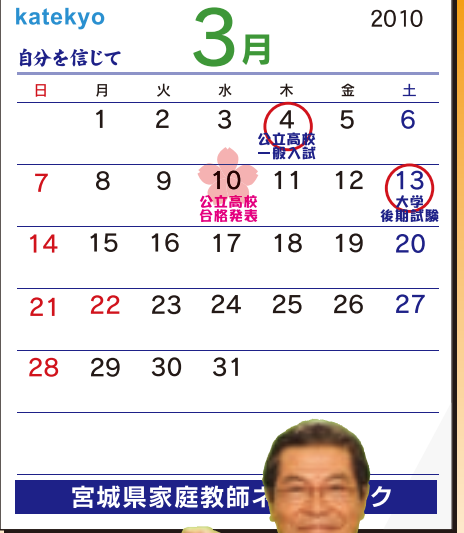 katekyo
2010
3月
自分を信じて
日 月 火 水 木 金 土
1 2 3 4 5 6
公立高校
一般入試
7 8 9 10 11 12 13
公立高校
合格発表
大学
後期試験
14 15 16 17 18 19 20
21 22 23 24 25 26 27
28 29 30 31
宮城県家庭教師ネ ク